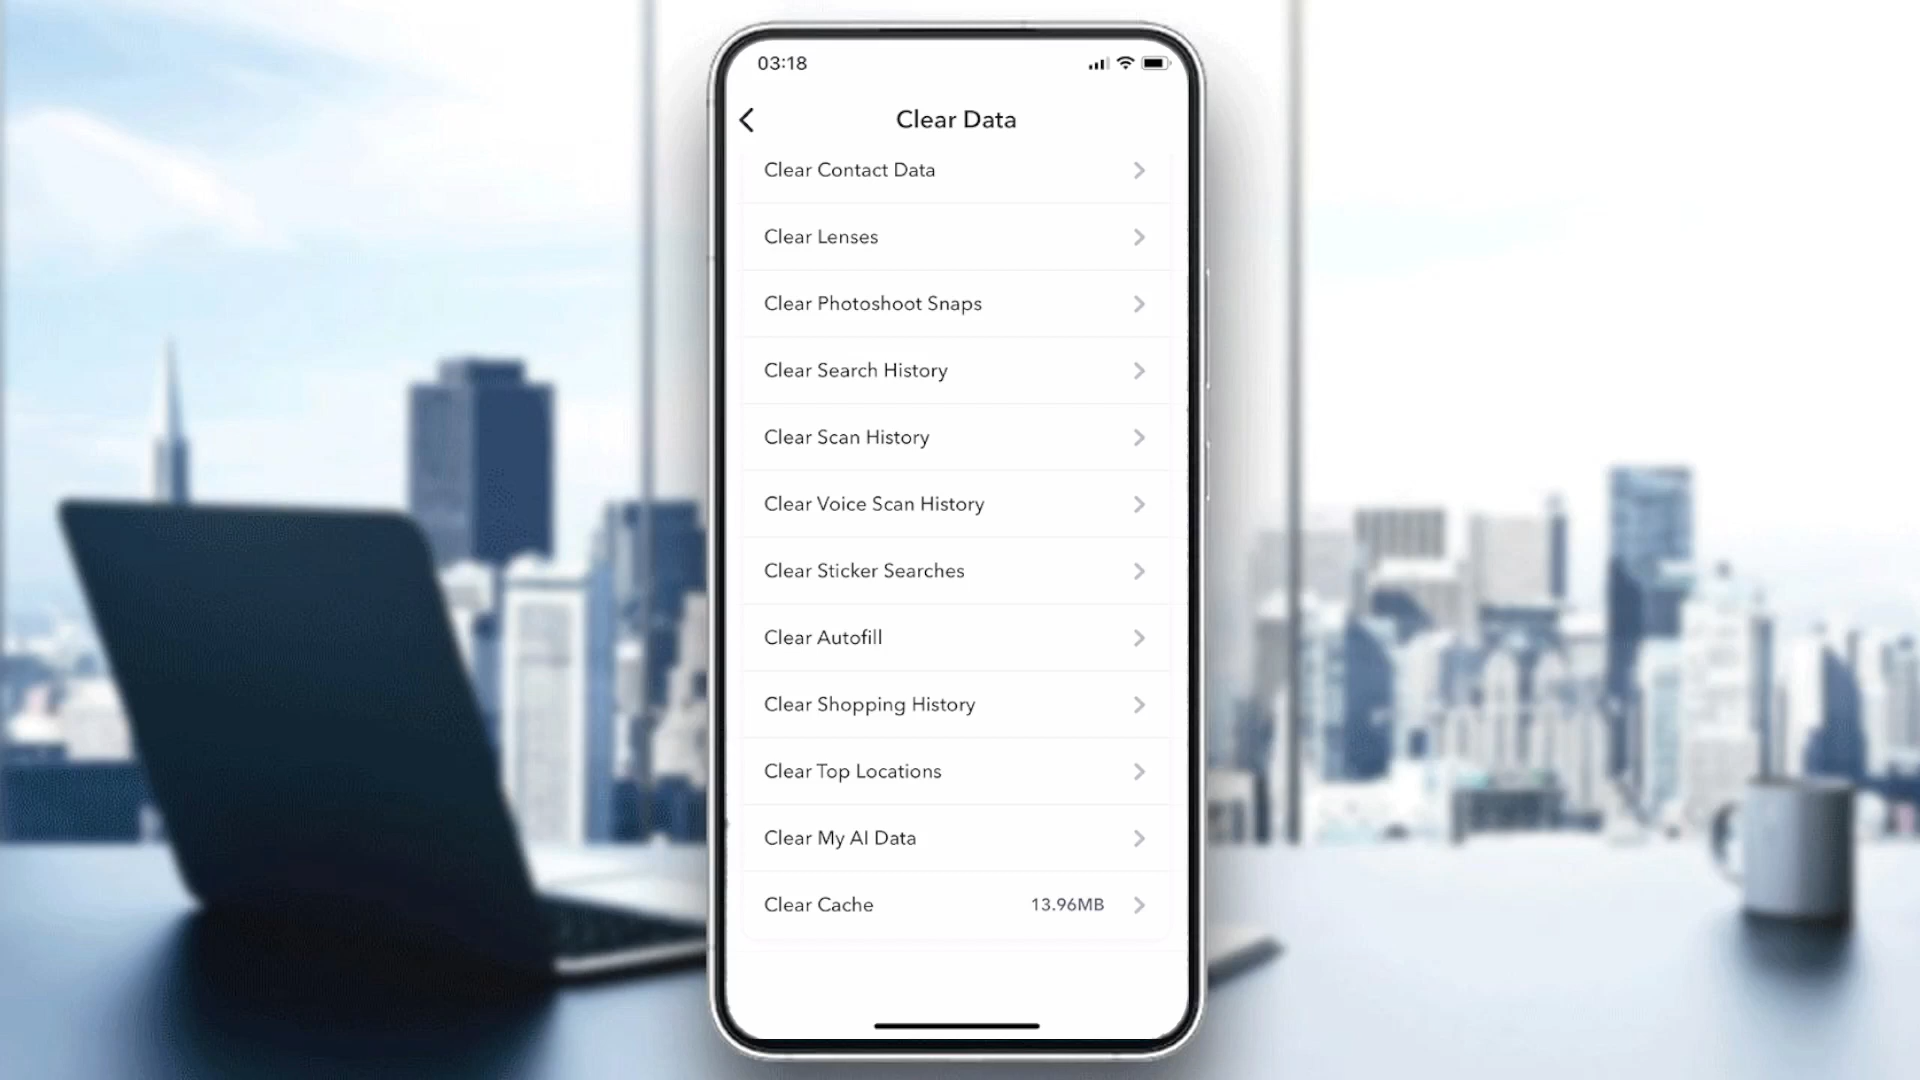 03:18
Clear Data
Clear Contact Data
Clear Lenses
Clear Photoshoot Snaps
Clear Search History
Clear Scan History
Clear Voice Scan History
Clear Sticker Searches
Clear Autofill
Clear Shopping History
Clear Top Locations
Clear My AI Data
Clear Cache 13.96MB